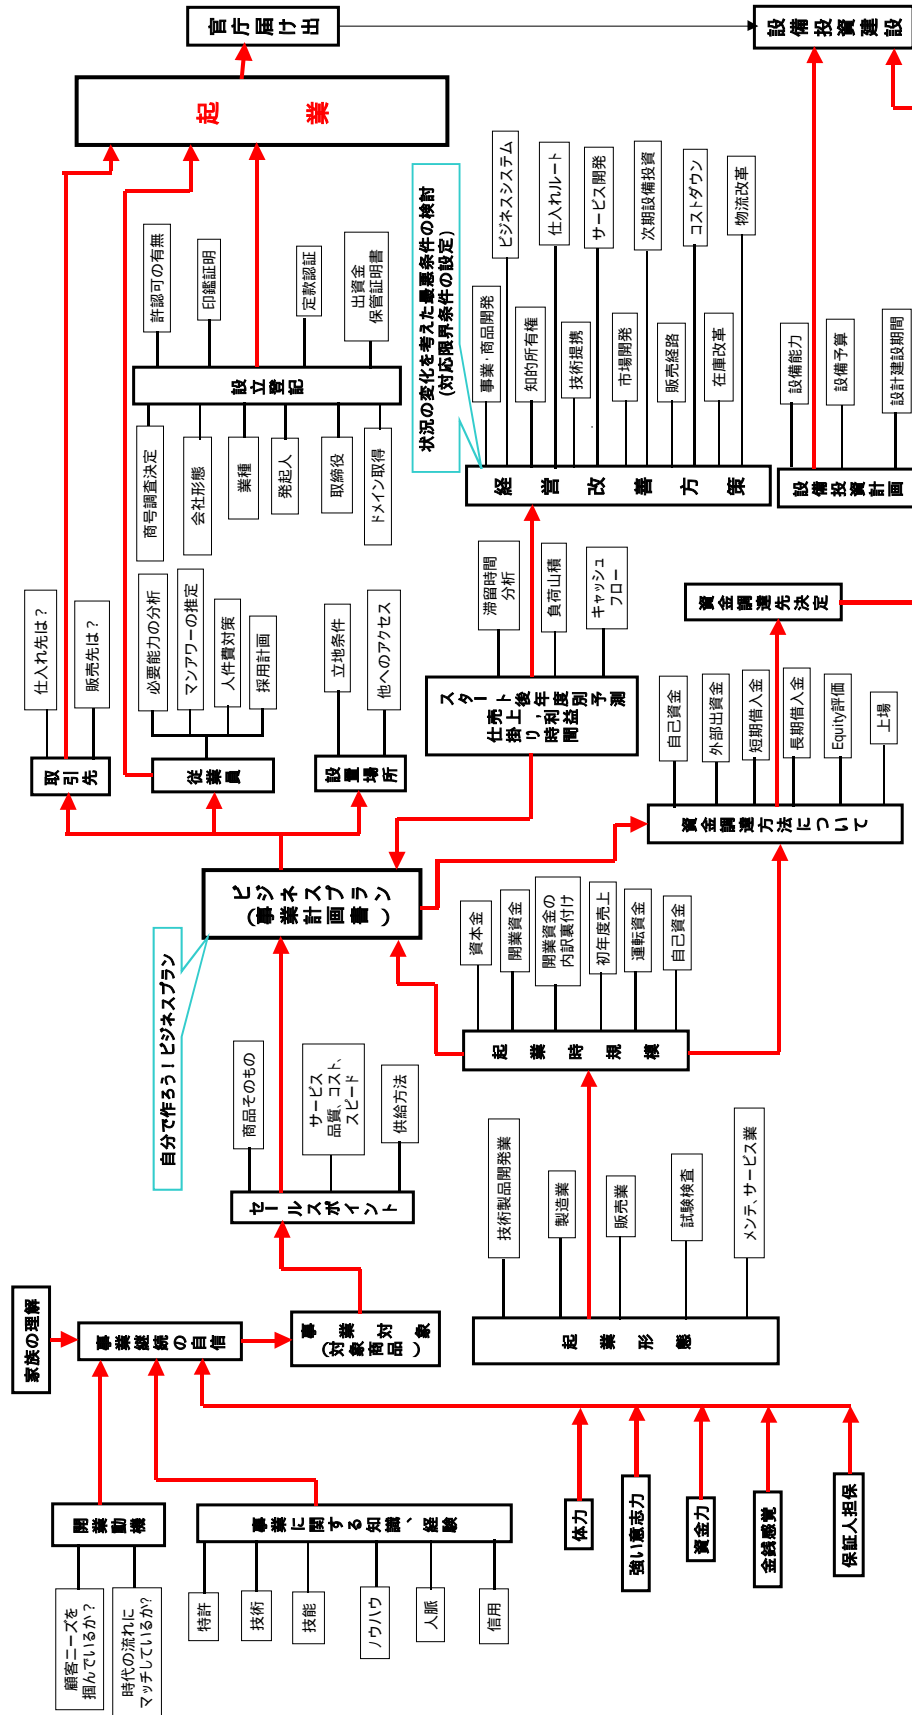 家族の理解
開業動機
顧客ニーズを
掴んでいるか？
時代の流れに
マッチしているか?
事業継続の自信
事業に関する知識、経験
特許
技術
技能
ノウハウ
人脈
信用
体力
強い意志力
資金力
金銭感覚
保証人担保
事業対象
(対象商品)
セールスポイント
商品そのもの
サービス
品質、コスト、
スピード
供給方法
起業形態
技術製品開発業
製造業
販売業
試験検査
メンテ、サービス業
自分で作ろう！ビジネスプラン
ビジネスプラン
(事業計画書)
起業時規模
資本金
開業資金
開業資金の
内訳裏付け
初年度売上
運転資金
自己資金
取引先
仕入れ先は？
販売先は？
従業員
必要能力の分析
マンアワーの推定
人件費対策
採用計画
設置場所
立地条件
他へのアクセス
スタート後年度別予測
売上，利益
仕掛り時間
滞留時間
分析
負荷山積
キャッシュ
フロー
資金調達方法について
自己資金
外部出資金
短期借入金
長期借入金
Equity評価
上場
資金調達先決定
設立登記
商号調査決定
会社形態
業種
発起人
取締役
ドメイン取得
許認可の有無
印鑑証明
定款認証
出資金
保管証明書
状況の変化を考えた最悪条件の検討
(対応限界条件の設定)
経営改善方策
事業・商品開発
ビジネスシステム
知的所有権
仕入れルート
技術提携
サービス開発
市場開発
次期設備投資
販売経路
コストダウン
在庫改革
物流改革
設備投資計画
設備能力
設備予算
設計建設期間
起業
官庁届け出
設備投資建設